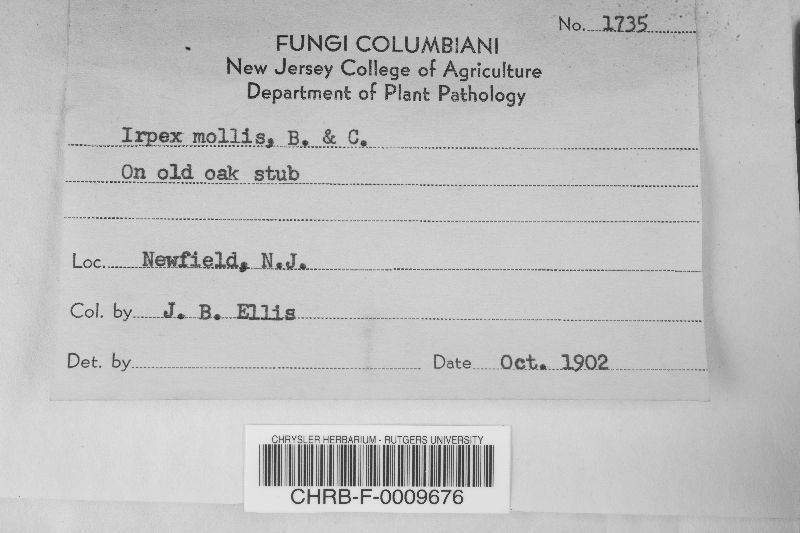 No. 1735
FUNGI COLUMBIANI
New Jersey College of Agriculture
Department of Plant Pathology
Irpex mollis, B. & C.
On old oak stub
Loc. Newfield, N.J.
Col. by J. B. Ellis
Det. by
Date Oct. 1902
CHRYSLER HERBARIUM - RUTGERS UNIVERSITY
CHRB-F-0009676